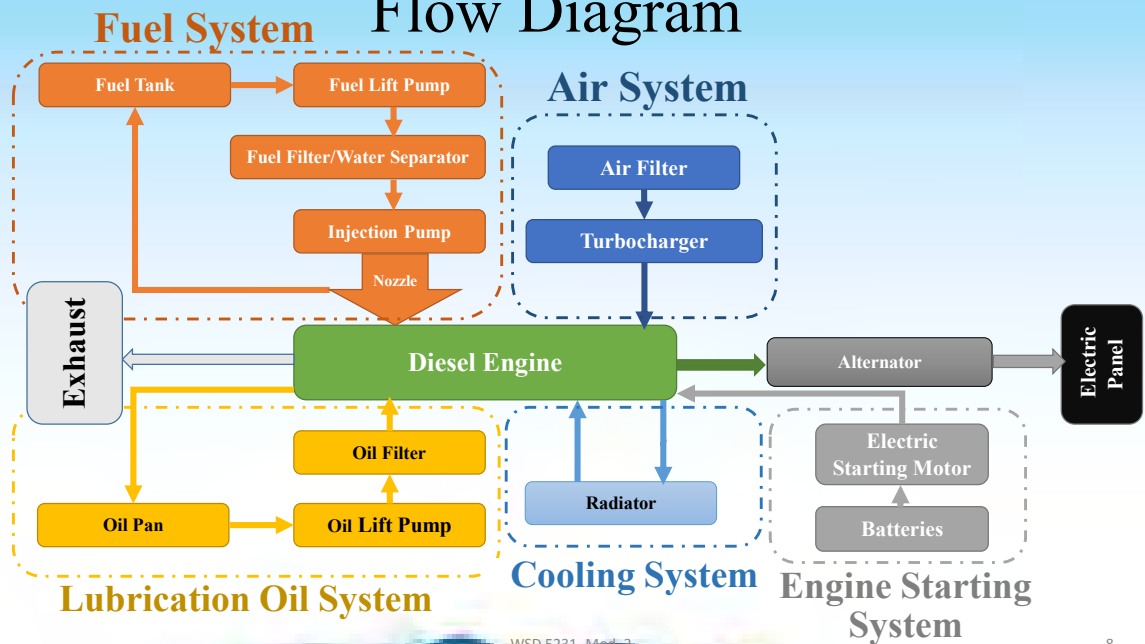 Flow Diagram
Fuel System
Fuel Tank
Fuel Lift Pump
Fuel Filter/Water Separator
Injection Pump
Nozzle
Air System
Air Filter
Turbocharger
Exhaust
Diesel Engine
Alternator
Electric
Panel
Oil Filter
Oil Pan
Oil Lift Pump
Lubrication Oil System
Radiator
Cooling System
Electric
Starting Motor
Batteries
Engine Starting
System
8